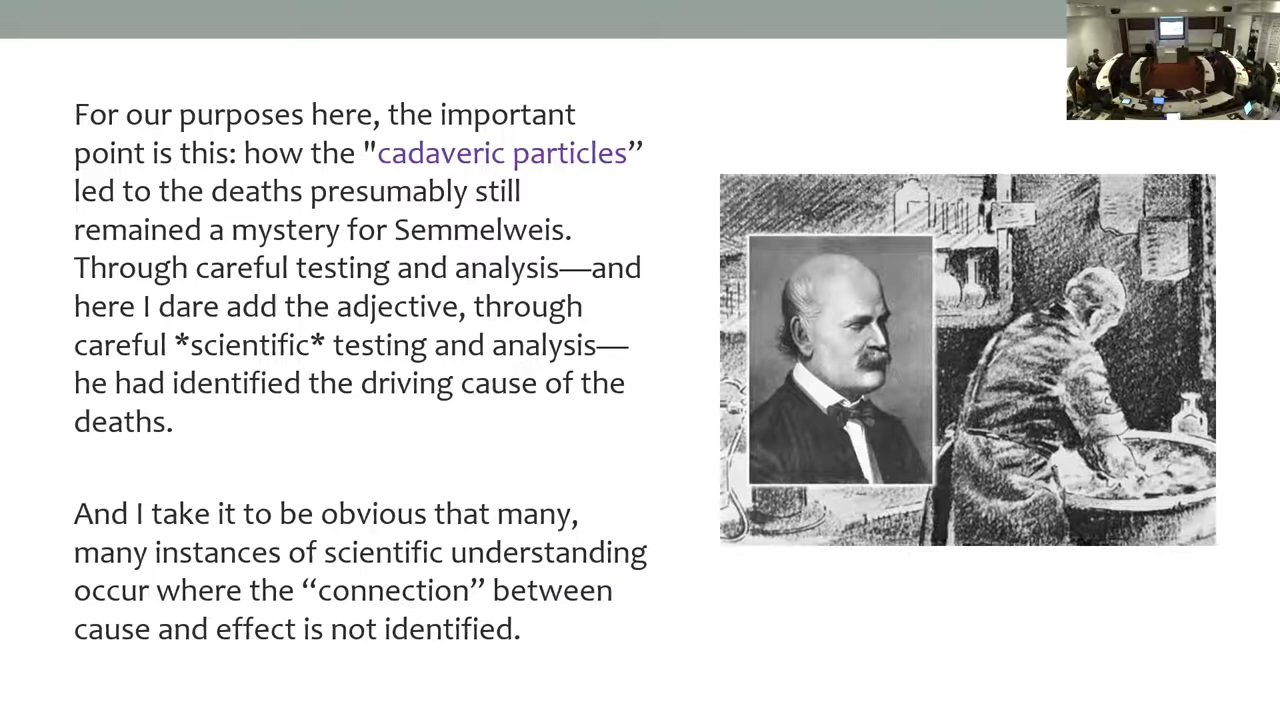 For our purposes here, the important
point is this: how the "cadaveric particles”
led to the deaths presumably still
remained a mystery for Semmelweis.
Through careful testing and analysis—and
here I dare add the adjective, through
careful *scientific* testing and analysis—
he had identified the driving cause of the
deaths.
And I take it to be obvious that many,
many instances of scientific understanding
occur where the “connection” between
cause and effect is not identified.